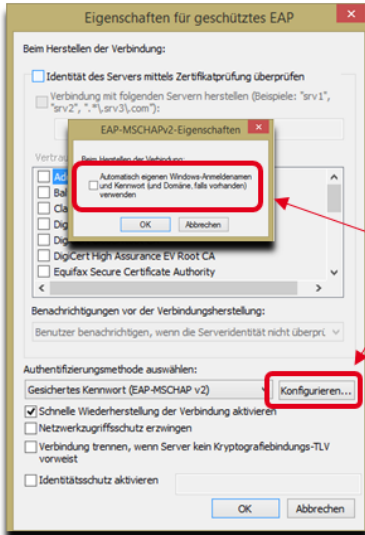 Eigenschaften für geschütztes EAP
Beim Herstellen der Verbindung:
Identität des Servers mittels Zertifikatprüfung überprüfen
Verbindung mit folgenden Servern herstellen (Beispiele: "srv1",
"srv2", ".*\.srv3\.com"):
EAP-MSCHAPv2-Eigenschaften
Beim Herstellen der Verbindung:
Automatisch eigenen Windows-Anmeldenamen
und Kennwort (und Domäne, falls vorhanden)
verwenden
OK Abbrechen
DigiCert High Assurance EV Root CA
Equifax Secure Certificate Authority
Benachrichtigungen vor der Verbindungsherstellung:
Benutzer benachrichtigen, wenn die Serveridentität nicht überprü
Authentifizierungsmethode auswählen:
Gesichertes Kennwort (EAP-MSCHAP v2) Konfigurieren...
Schnelle Wiederherstellung der Verbindung aktivieren
Netzwerkzugriffsschutz erzwingen
Verbindung trennen, wenn Server kein Kryptografiebindungs-TLV
vorweist
Identitätsschutz aktivieren
OK Abbrechen